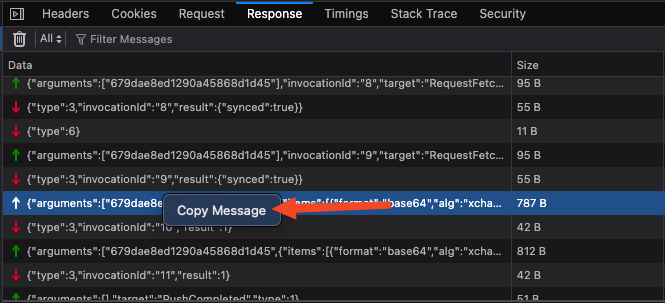 Headers Cookies Request Response Timings Stack Trace Security
All Filter Messages
Data Size
{"arguments":["679dae8ed1290a45868d1d45"],"invocationId":"8","target":"RequestFetc... 95 B
{"type":3,"invocationId":"8","result":{"synced":true}} 55 B
{"type":6} 11 B
{"arguments":["679dae8ed1290a45868d1d45"],"invocationId":"9","target":"RequestFetc... 95 B
{"type":3,"invocationId":"9","result":{"synced":true}} 55 B
{"arguments":["679dae8ed "items":[{"format":"base64","alg":"xcha... 787 B
Copy Message
{"type":3,"invocationId":"10","result":1} 42 B
{"arguments":["679dae8ed1290a45868d1d45",{"items":[{"format":"base64","alg":"xcha... 812 B
{"type":3,"invocationId":"11","result":1} 42 B
{"arguments":[],"target":"PushCompleted","type":1} 51 B